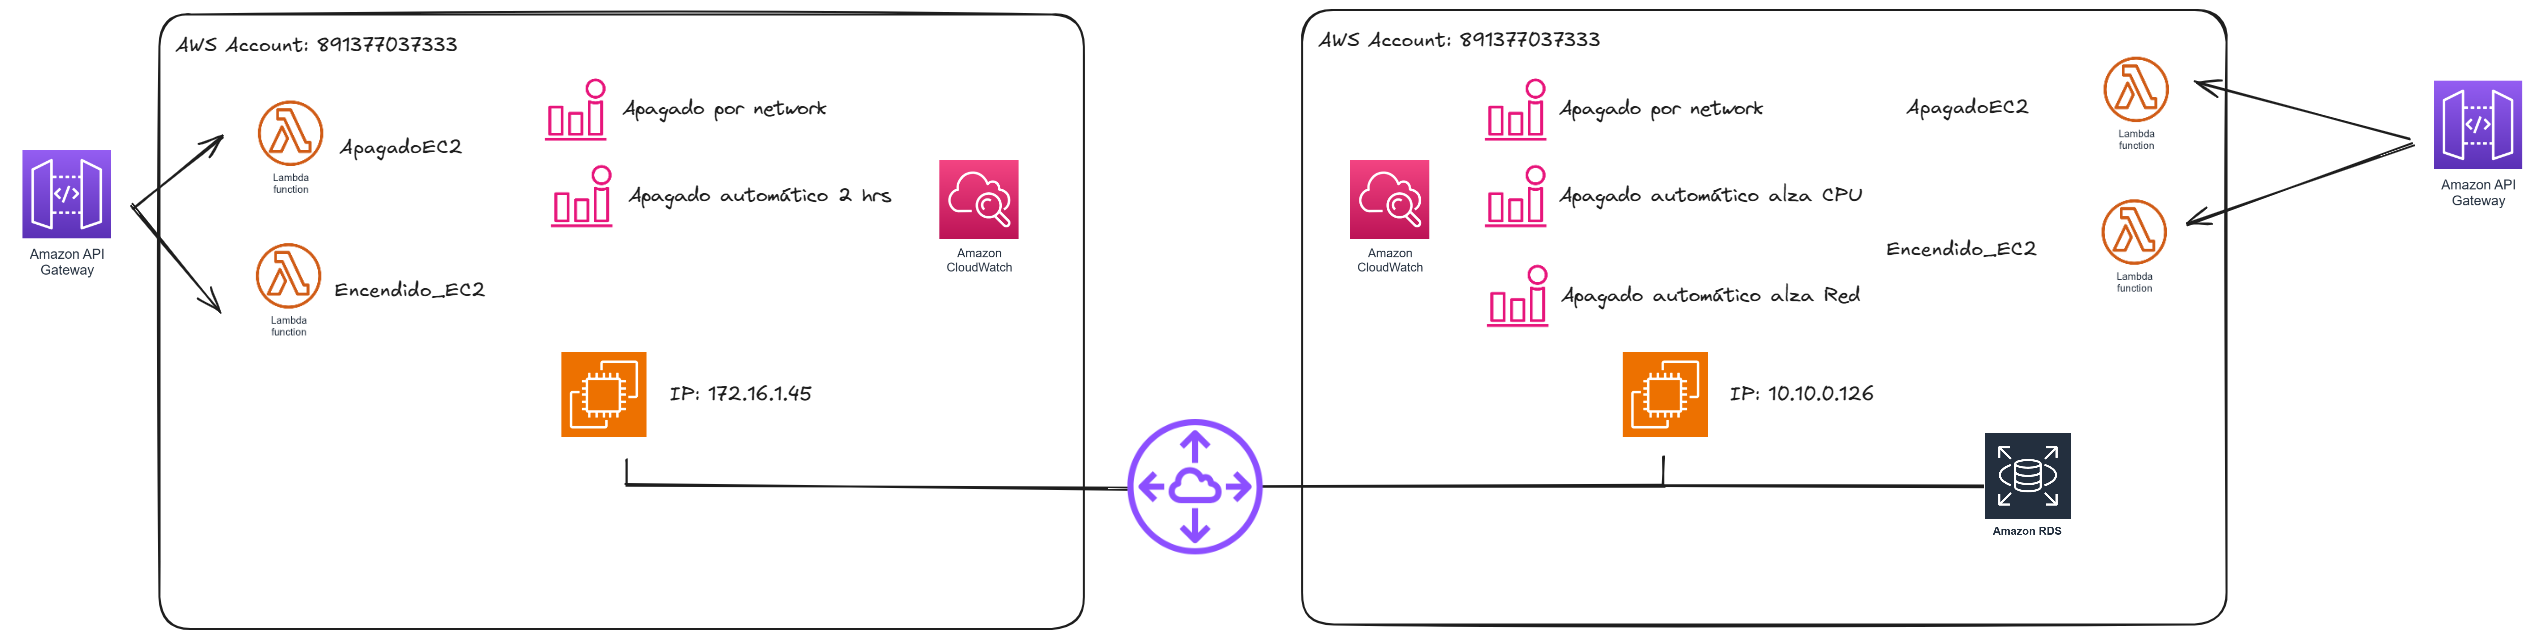 AWS Account: 891377037333
Apagado por network
Lambda
function
ApagadoEC2
Apagado automático 2 hrs
Amazon API
Gateway
Amazon
CloudWatch
Lambda
function
Encendido_EC2
IP: 172.16.1.45
AWS Account: 891377037333
Apagado por network
ApagadoEC2
Lambda
function
Apagado automático alza CPU
Amazon API
Gateway
Amazon
CloudWatch
Encendido_EC2
Lambda
function
Apagado automático alza Red
IP: 10.10.0.126
Amazon RDS